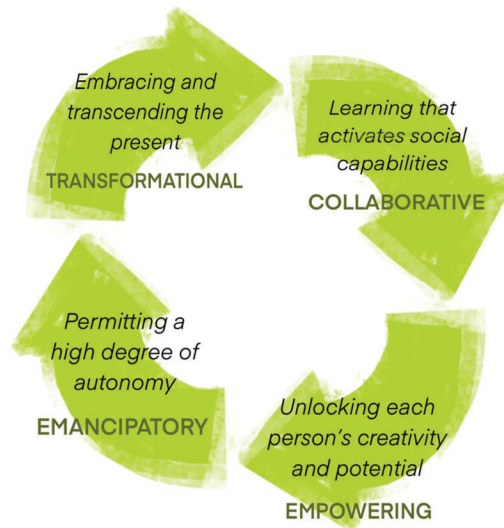 Embracing and
transcending the
present
TRANSFORMATIONAL
Learning that
activates social
capabilities
COLLABORATIVE
Unlocking each
person's creativity
and potential
EMPOWERING
Permitting a
high degree of
autonomy
EMANCIPATORY